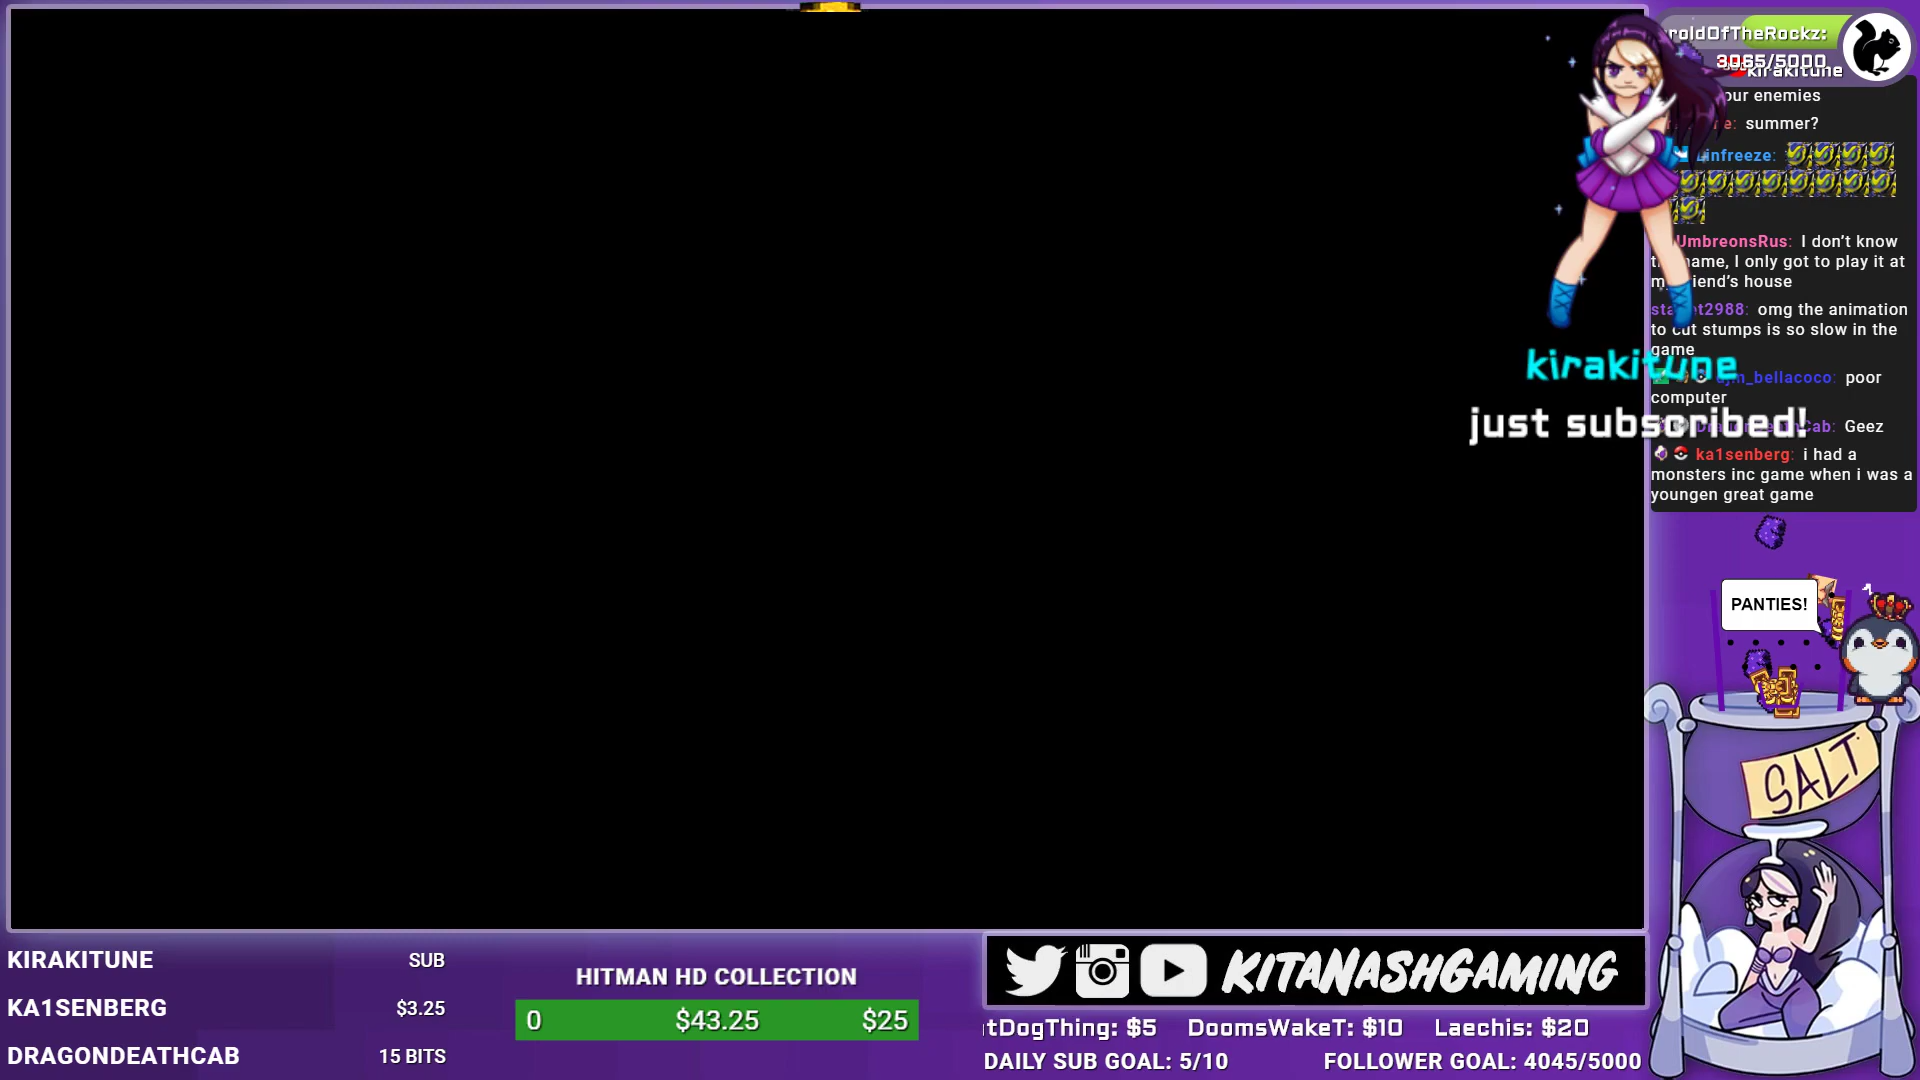 roldOfTheRockz:
3065/5000
kirakitune
our enemies
e: summer?
Linfreeze:
UmbreonsRus: I don't know
name, I only got to play it at
iend's house
omg the animation
to cut stumps is so slow in the
game
kirakitune
_bellacoco: poor
computer
just subscribed!
Cab: Geez
ka1senberg: i had a
monsters inc game when i was a
youngen great game
PANTIES!
SALT
KIRAKITUNE SUB
KA1SENBERG $3.25
DRAGONDEATHCAB 15 BITS
HITMAN HD COLLECTION
0 $43.25 $25
KITANASHGAMING
tDogThing: $5 DoomsWakeT: $10 Laechis: $20
DAILY SUB GOAL: 5/10 FOLLOWER GOAL: 4045/5000